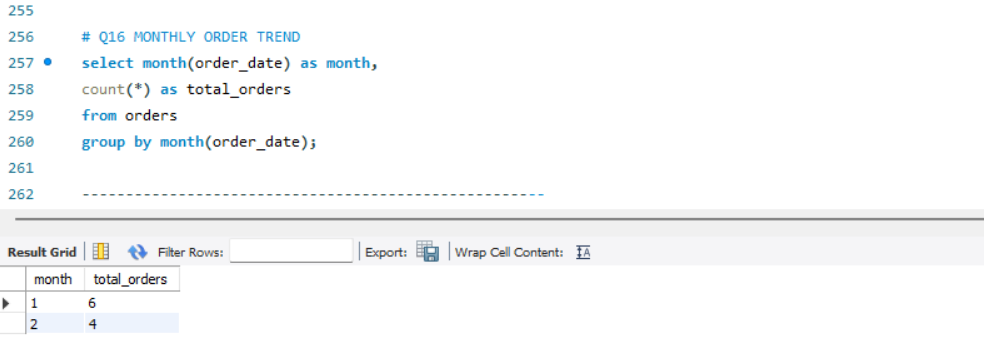 255
256 # Q16 MONTHLY ORDER TREND
257 select month(order_date) as month,
258 count(*) as total_orders
259 from orders
260 group by month(order_date);
261
262 -----------------------------------------------------
Result Grid Filter Rows: Export: Wrap Cell Content: IA
month total_orders
1 6
2 4